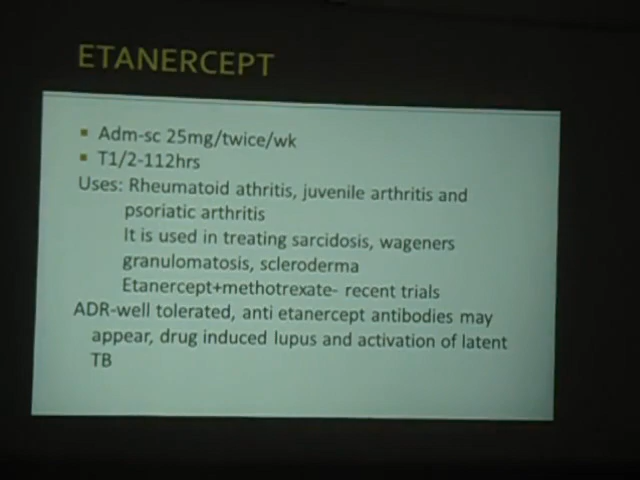 ETANERCEPT
▪ Adm-sc 25mg/twice/wk
▪ T1/2-112hrs
Uses: Rheumatoid athritis, juvenile arthritis and
psoriatic arthritis
It is used in treating sarcidosis, wageners
granulomatosis, scleroderma
Etanercept+methotrexate- recent trials
ADR-well tolerated, anti etanercept antibodies may
appear, drug induced lupus and activation of latent
TB